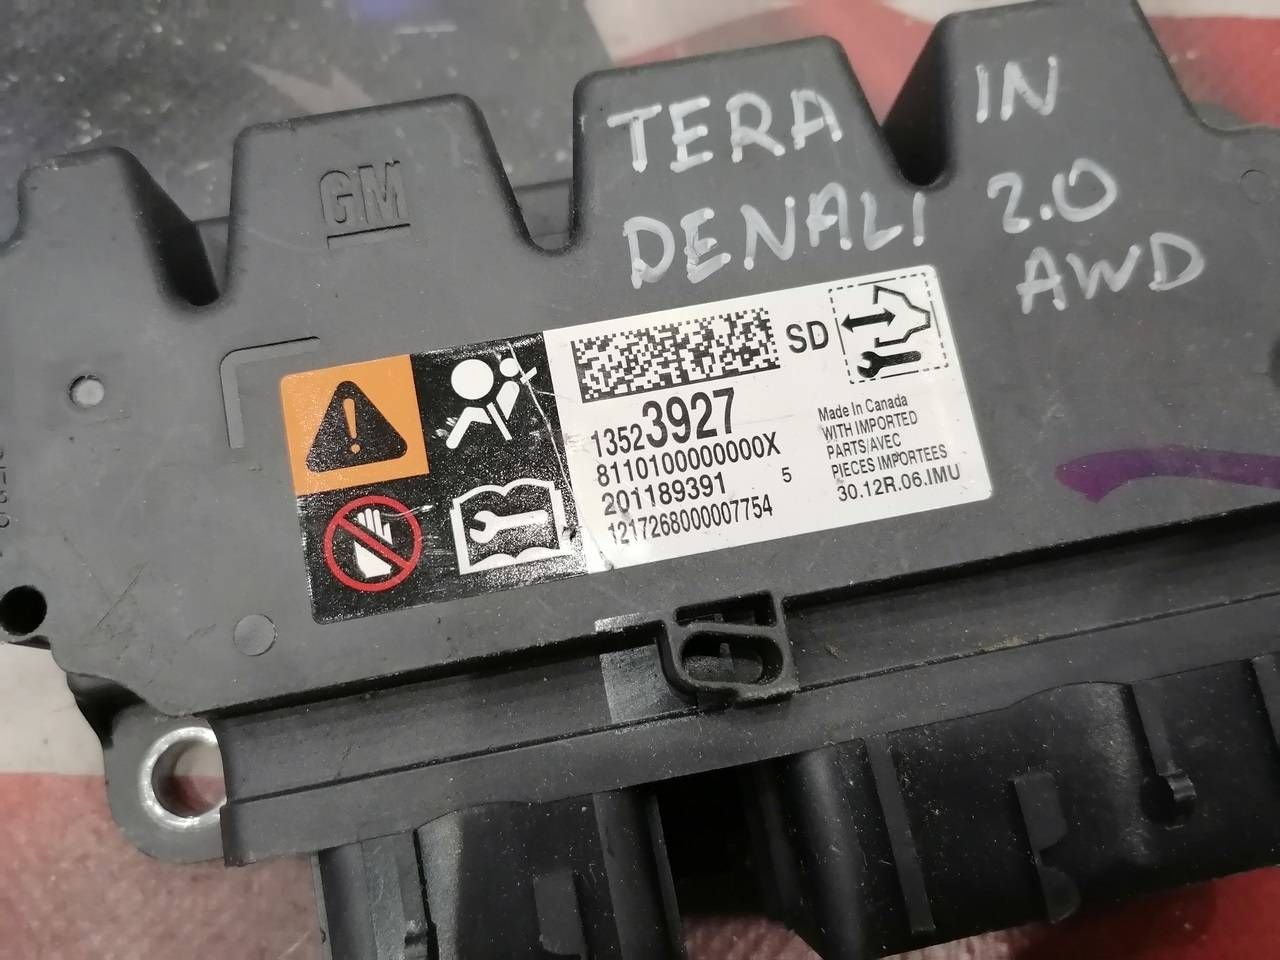 TERA IN
DENALI 2.0
AWD
GM
SD
13523927
8110100000000X
201189391 5
1217268000007754
Made In Canada
WITH IMPORTED
PARTS/AVEC
PIECES IMPORTEES
30.12R.06.IMU